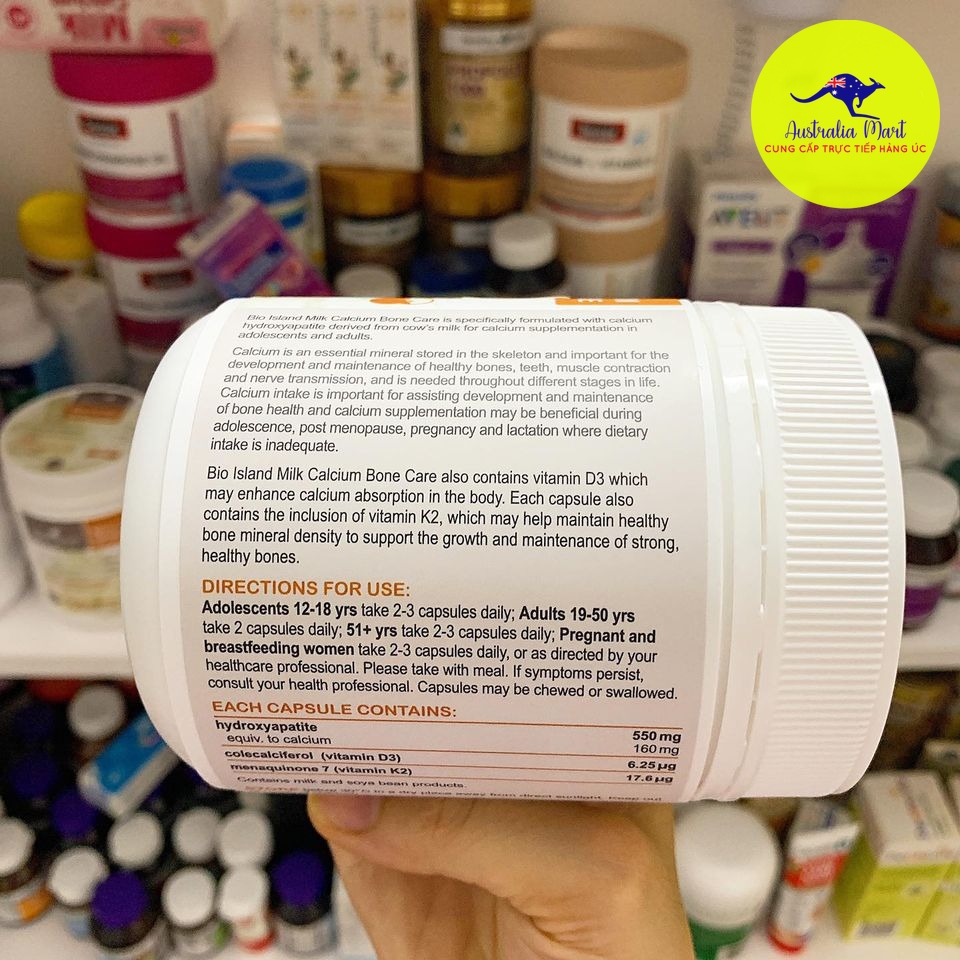 Australia Mart
CUNG CẤP TRỰC TIẾP HÀNG ÚC
AVENT
Bio Island Milk Calcium Bone Care is specifically formulated with calcium
hydroxyapatite derived from cow's milk for calcium supplementation in
adolescents and adults.
Calcium is an essential mineral stored in the skeleton and important for the
development and maintenance of healthy bones, teeth, muscle contraction
and nerve transmission, and is needed throughout different stages in life.
Calcium intake is important for assisting development and maintenance
of bone health and calcium supplementation may be beneficial during
adolescence, post menopause, pregnancy and lactation where dietary
intake is inadequate.
Bio Island Milk Calcium Bone Care also contains vitamin D3 which
may enhance calcium absorption in the body. Each capsule also
contains the inclusion of vitamin K2, which may help maintain healthy
bone mineral density to support the growth and maintenance of strong,
healthy bones.
DIRECTIONS FOR USE:
Adolescents 12-18 yrs take 2-3 capsules daily; Adults 19-50 yrs
take 2 capsules daily; 51+ yrs take 2-3 capsules daily; Pregnant and
breastfeeding women take 2-3 capsules daily, or as directed by your
healthcare professional. Please take with meal. If symptoms persist,
consult your health professional. Capsules may be chewed or swallowed.
EACH CAPSULE CONTAINS:
hydroxyapatite 550 mg
equiv. to calcium 160 mg
colecalciferol (vitamin D3) 6.25 µg
menaquinone 7 (vitamin K2) 17.6 µg
Contains milk and soya bean products.